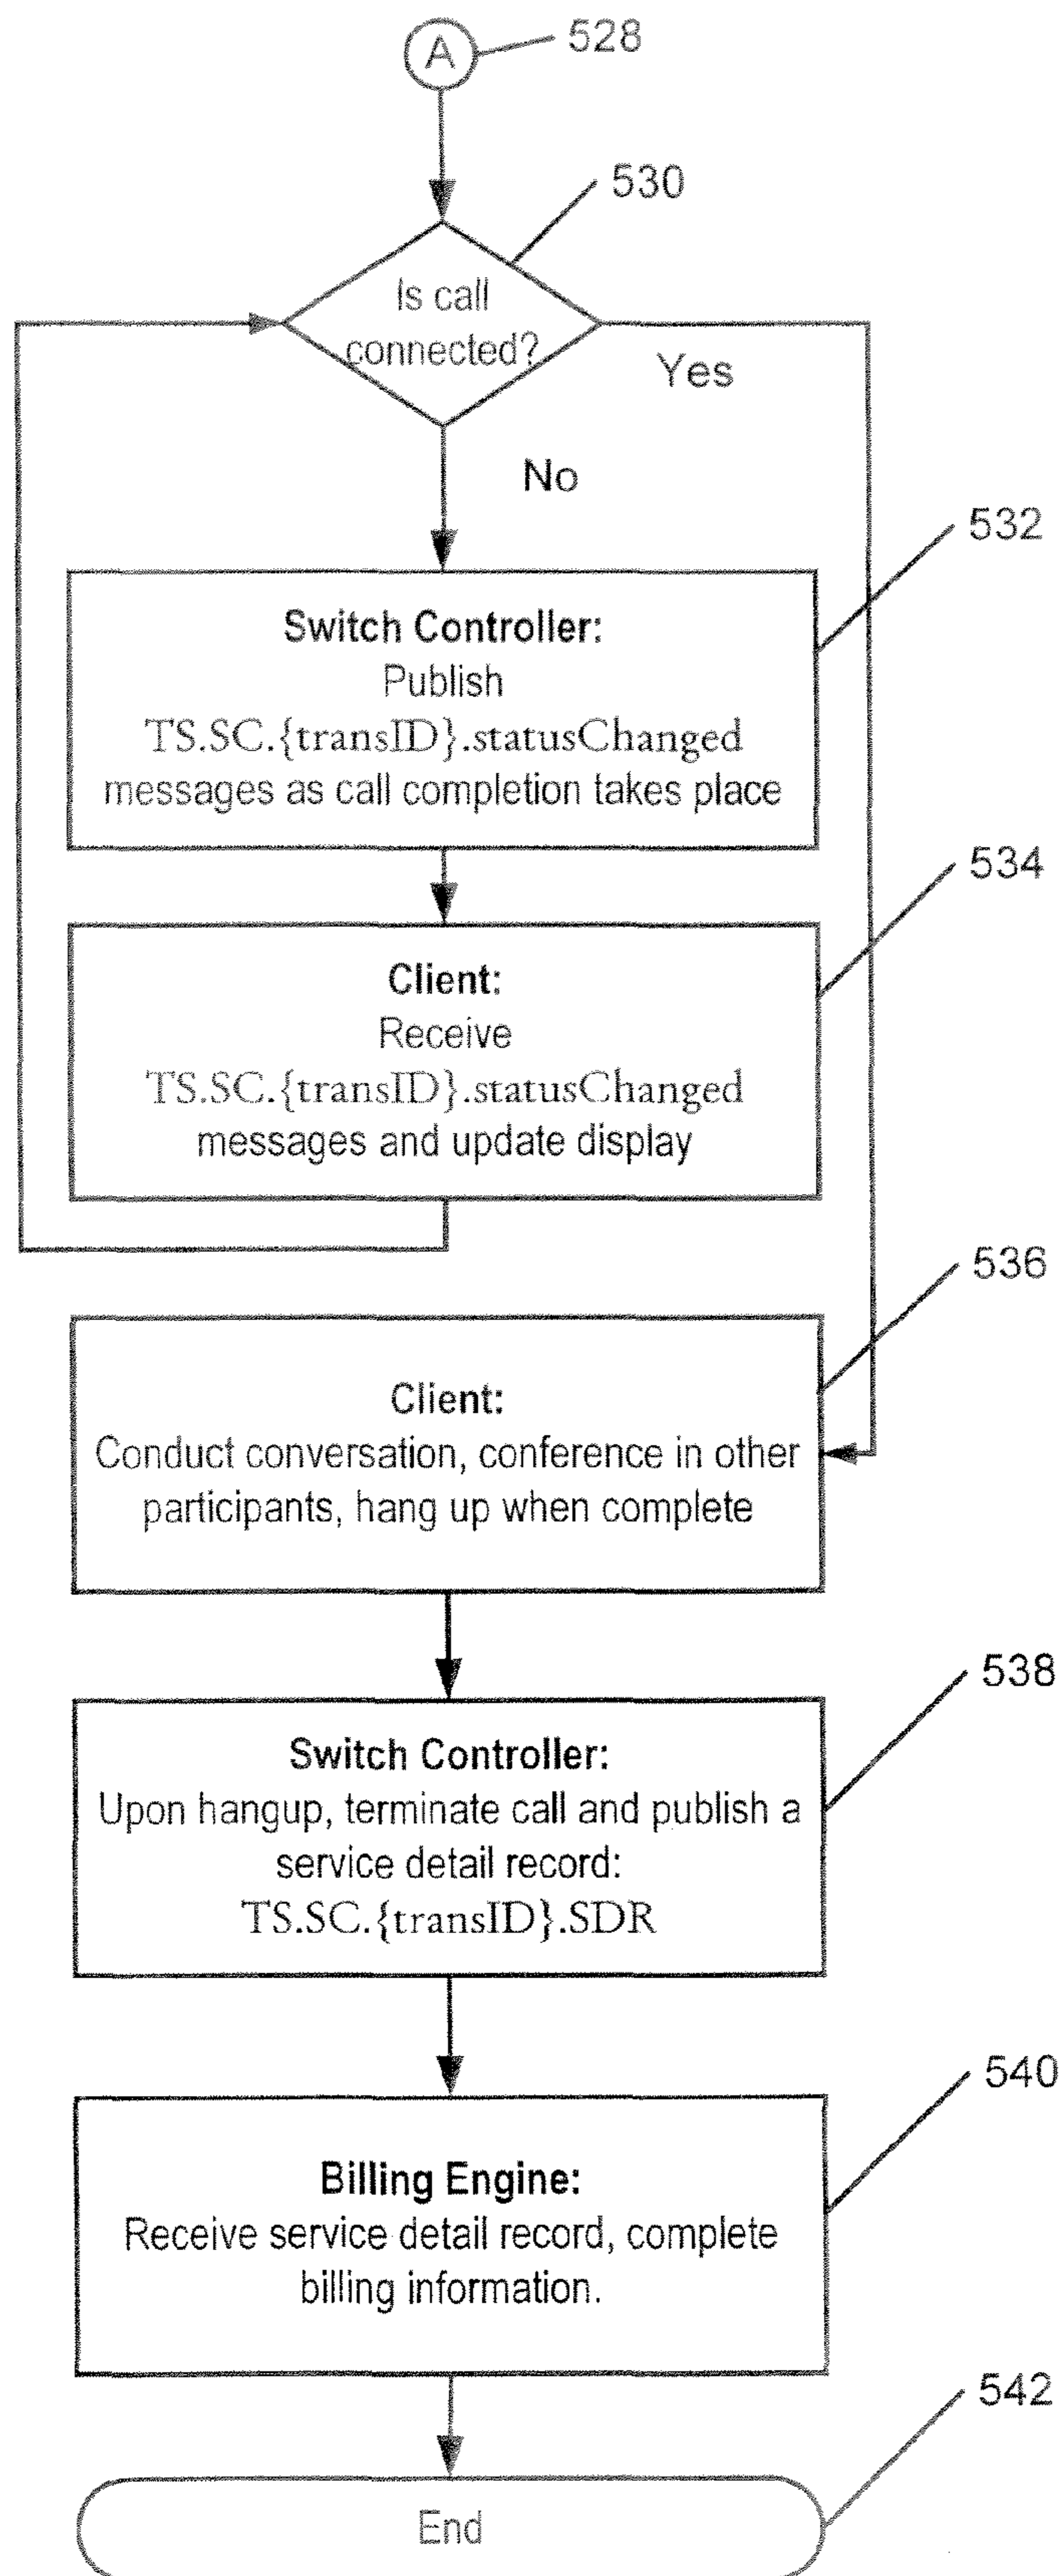 A
528
530
Is call
connected?
Yes
No
532
Switch Controller:
Publish
TS.SC.{transID}.statusChanged
messages as call completion takes place
534
Client:
Receive
TS.SC.{transID}.statusChanged
messages and update display
536
Client:
Conduct conversation, conference in other
participants, hang up when complete
538
Switch Controller:
Upon hangup, terminate call and publish a
service detail record:
TS.SC.{transID}.SDR
540
Billing Engine:
Receive service detail record, complete
billing information.
542
End